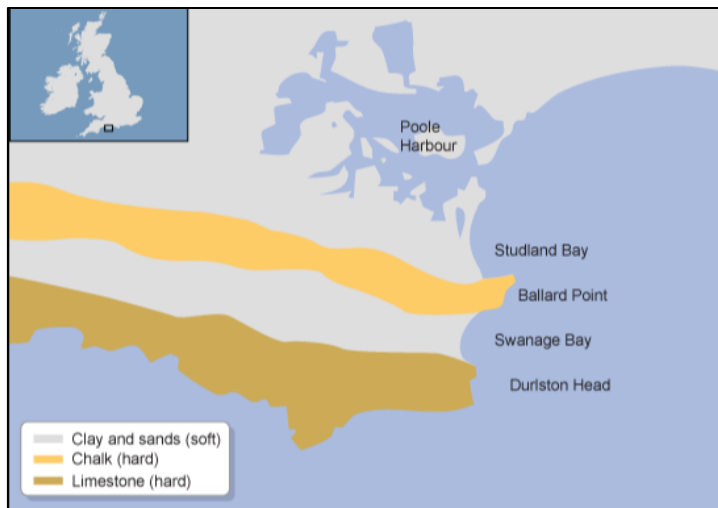 Poole
Harbour
Studland Bay
Ballard Point
Swanage Bay
Durlston Head
Clay and sands (soft)
Chalk (hard)
Limestone (hard)